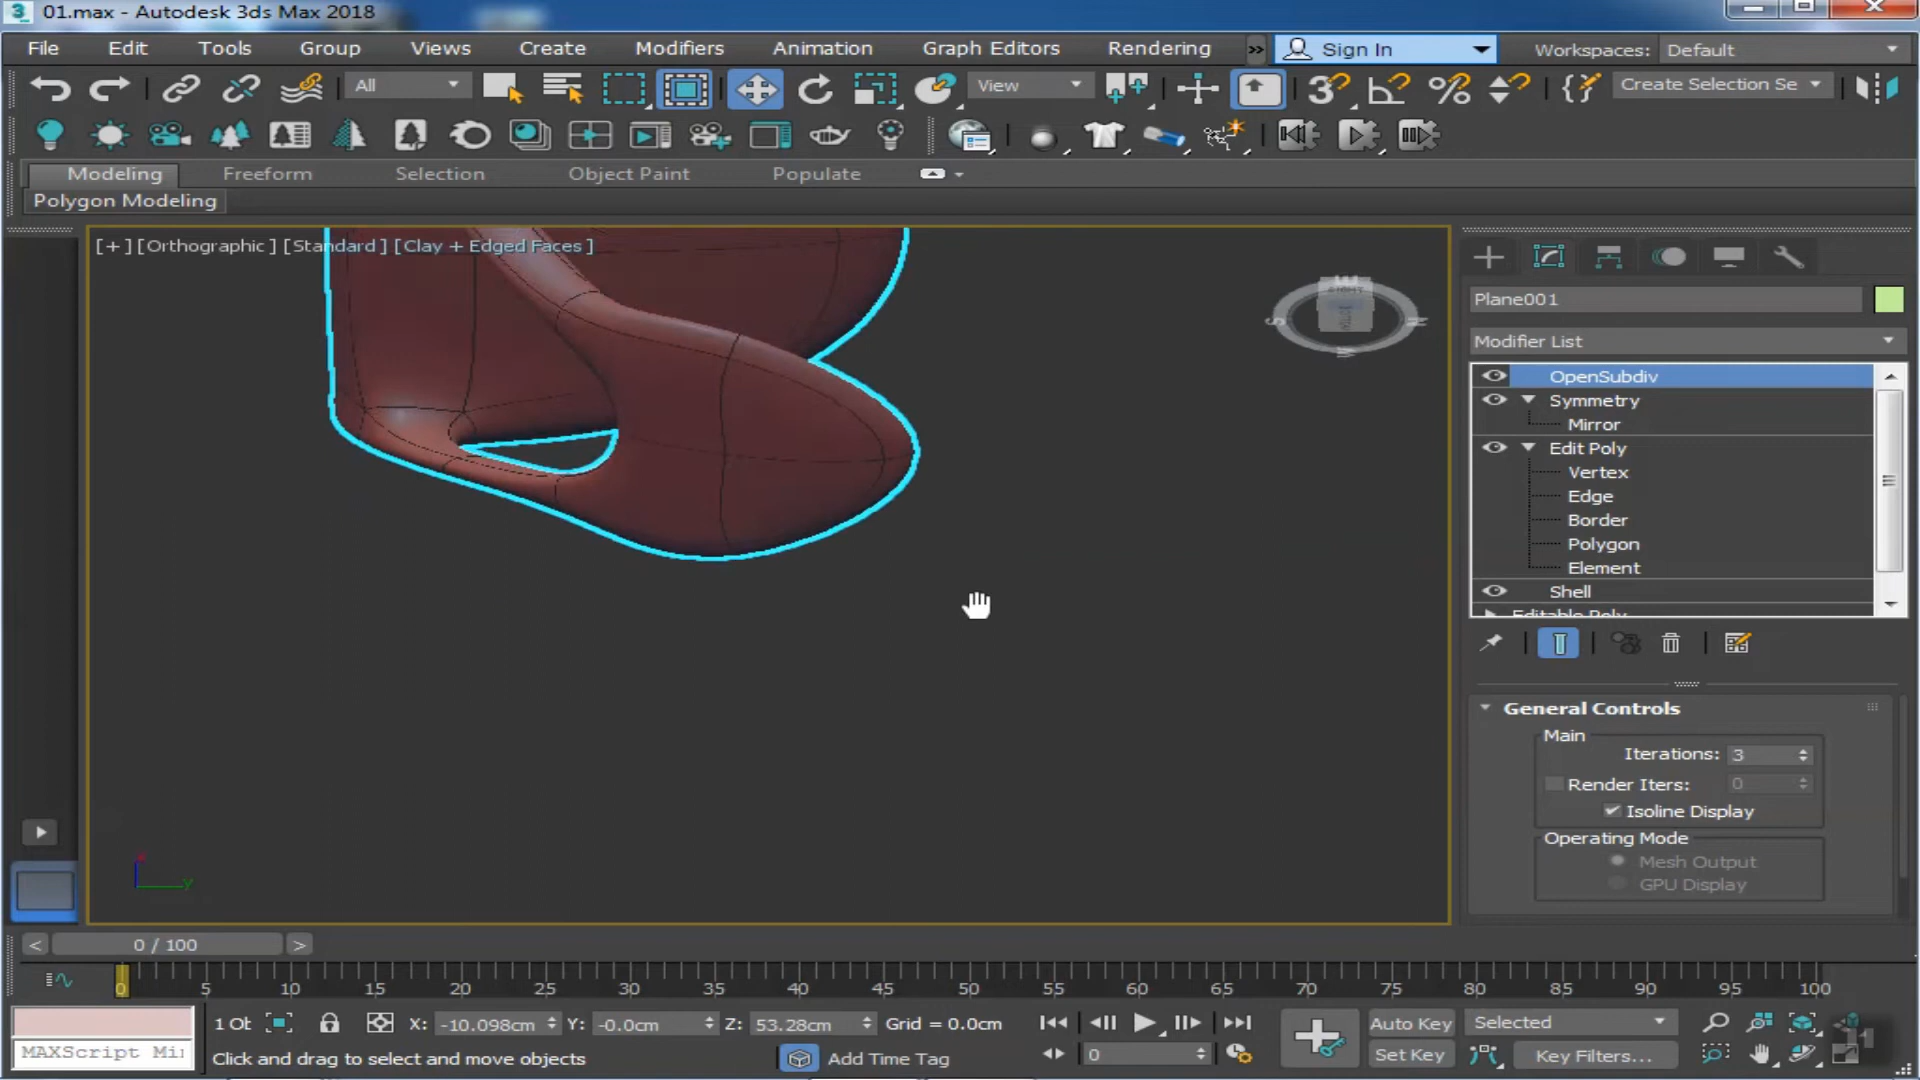 01.max - Autodesk 3ds Max 2018
File Edit Tools Group Views Create Modifiers Animation Graph Editors Rendering >> Sign In Workspaces: Default
All View Create Selection Se
Modeling Freeform Selection Object Paint Populate
Polygon Modeling
[+] [Orthographic ] [Standard ] [Clay + Edged Faces ]
Plane001
Modifier List
OpenSubdiv
Symmetry
Mirror
Edit Poly
Vertex
Edge
Border
Polygon
Element
Shell
Editable Poly
General Controls
Main
Iterations: 3
Render Iters: 0
Isoline Display
Operating Mode
Mesh Output
GPU Display
Y
< 0 / 100 >
0 5 10 15 20 25 30 35 40 45 50 55 60 65 70 75 80 85 90 95 100
1 Ob X: -10.098cm Y: -0.0cm Z: 53.28cm Grid = 0.0cm Auto Key Selected
MAXScript Mi Click and drag to select and move objects Add Time Tag 0 Set Key Key Filters...